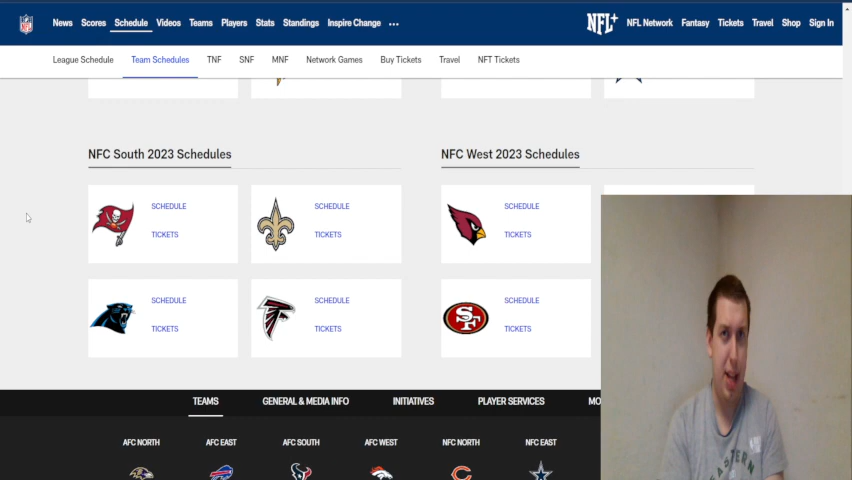 News Scores Schedule Videos Teams Players Stats Standings Inspire Change ... NFL+ NFL Network Fantasy Tickets Travel Shop Sign In
League Schedule Team Schedules TNF SNF MNF Network Games Buy Tickets Travel NFT Tickets
NFC South 2023 Schedules
SCHEDULE
TICKETS
SCHEDULE
TICKETS
SCHEDULE
TICKETS
SCHEDULE
TICKETS
NFC West 2023 Schedules
SCHEDULE
TICKETS
SF
SCHEDULE
TICKETS
TEAMS GENERAL & MEDIA INFO INITIATIVES PLAYER SERVICES MO
AFC NORTH AFC EAST AFC SOUTH AFC WEST NFC NORTH NFC EAST
EASTERN